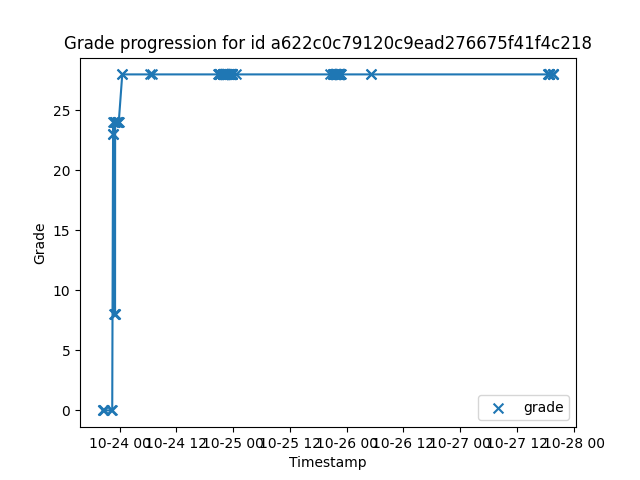 Grade progression for id a622c0c79120c9ead276675f41f4c218
25
20
15
10
5
0
Grade
grade
10-24 00 10-24 12 10-25 00 10-25 12 10-26 00 10-26 12 10-27 00 10-27 12 10-28 00
Timestamp